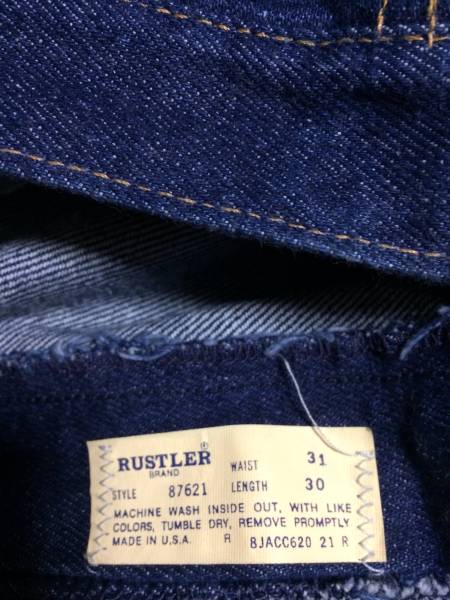 RUSTLER®
BRAND
WAIST 31
STYLE 87621 LENGTH 30
MACHINE WASH INSIDE OUT, WITH LIKE
COLORS, TUMBLE DRY, REMOVE PROMPTLY
MADE IN U.S.A. R 8JACC620 21 R